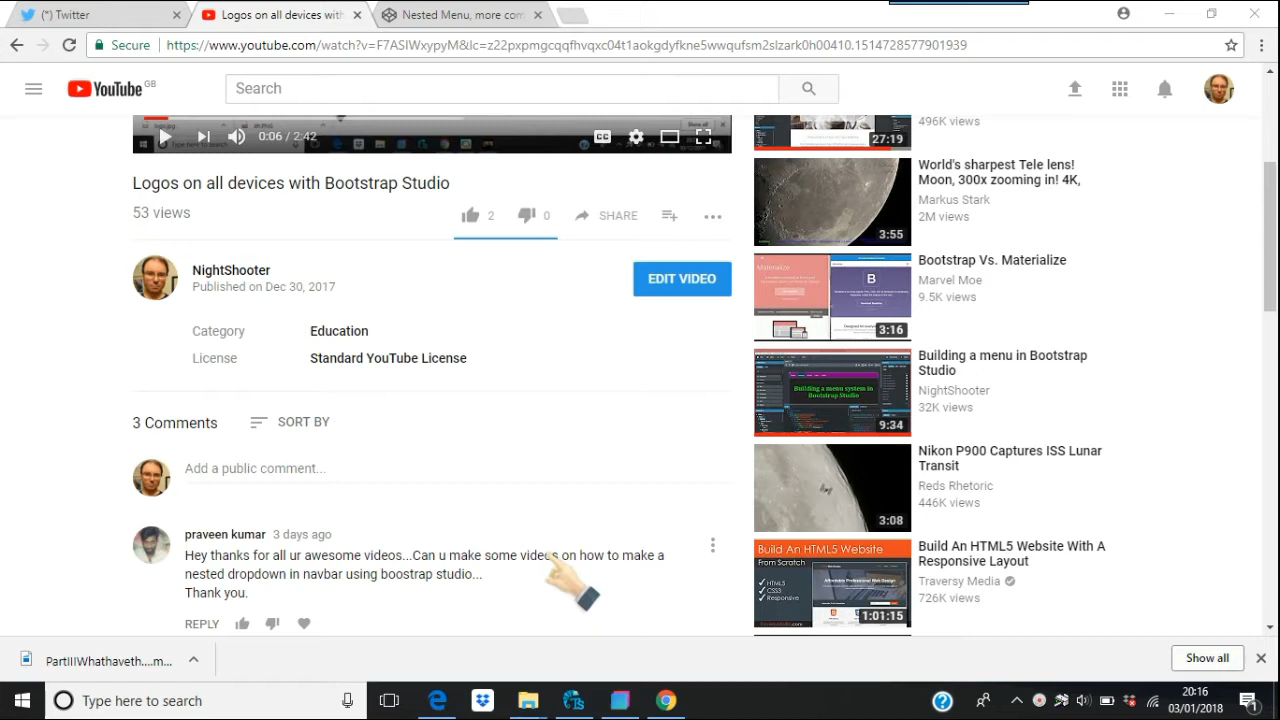 (*) Twitter
Logos on all devices with
Nested Menu, more com
Secure
https://www.youtube.com/watch?v=F7ASIWxypyM&lc=z22pxpmgcqqfhvqxc04t1aokgdyfkne5wwqufsm2slzark0h00410.1514728577901939
YouTube GB
Search
0:06 / 2:42
CC
Logos on all devices with Bootstrap Studio
53 views
2
0
SHARE
NightShooter
Published on Dec 30, 2017
EDIT VIDEO
Category Education
License Standard YouTube License
SORT BY
Add a public comment...
praveen kumar 3 days ago
Hey thanks for all ur awesome videos...Can u make some videos on how to make a
nested dropdown navbar using bootstrap studio...
Thank you.
496K views
27:19
World's sharpest Tele lens!
Moon, 300x zooming in! 4K,
Markus Stark
2M views
3:55
Bootstrap Vs. Materialize
Marvel Moe
9.5K views
Materialize
B
3:16
Building a menu in Bootstrap
Studio
NightShooter
32K views
Building a menu system in
Bootstrap Studio
9:34
Nikon P900 Captures ISS Lunar
Transit
Reds Rhetoric
446K views
3:08
Build An HTML5 Website With A
Responsive Layout
Traversy Media
726K views
Build An HTML5 Website
From Scratch
HTML5
CSS3
Responsive
1:01:15
Show all
Type here to search
20:16
03/01/2018
1